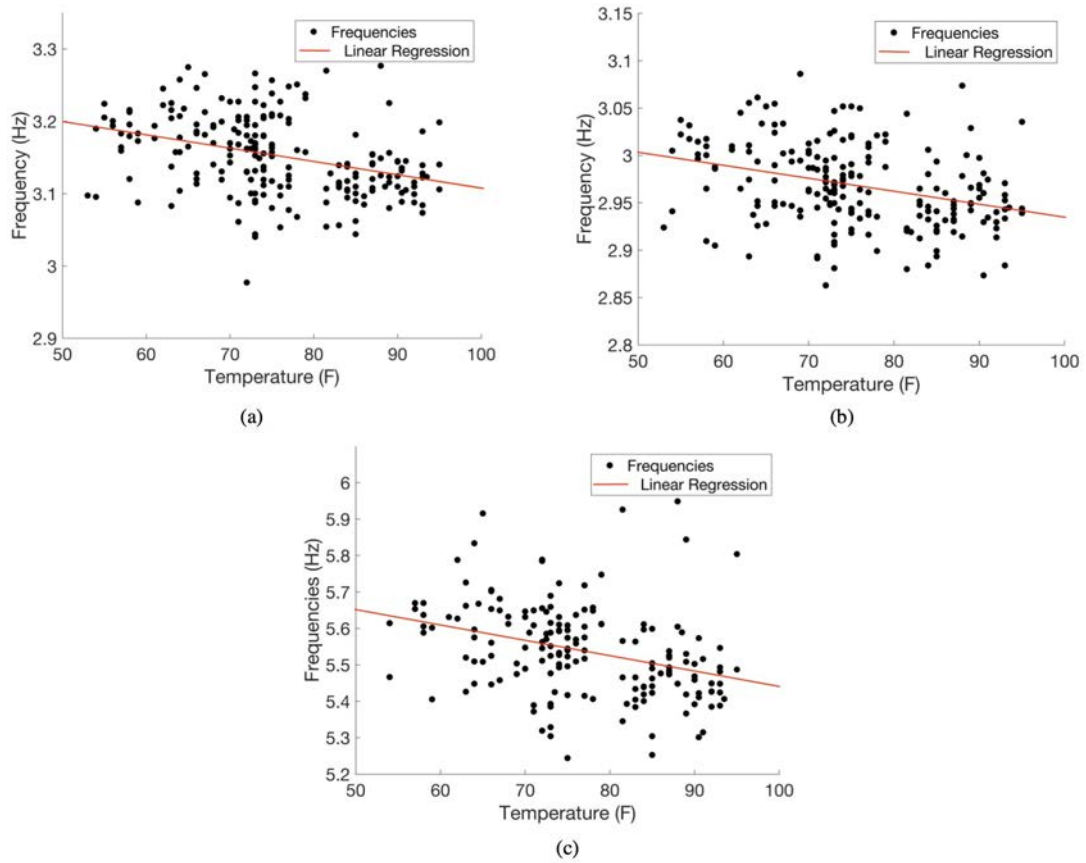 Frequencies
Linear Regression
Frequency (Hz)
3.3
3.2
3.1
3
2.9
50 60 70 80 90 100
Temperature (F)
(a)
Frequencies
Linear Regression
Frequency (Hz)
3.15
3.1
3.05
3
2.95
2.9
2.85
2.8
50 60 70 80 90 100
Temperature (F)
(b)
Frequencies
Linear Regression
Frequencies (Hz)
6
5.9
5.8
5.7
5.6
5.5
5.4
5.3
5.2
50 60 70 80 90 100
Temperature (F)
(c)